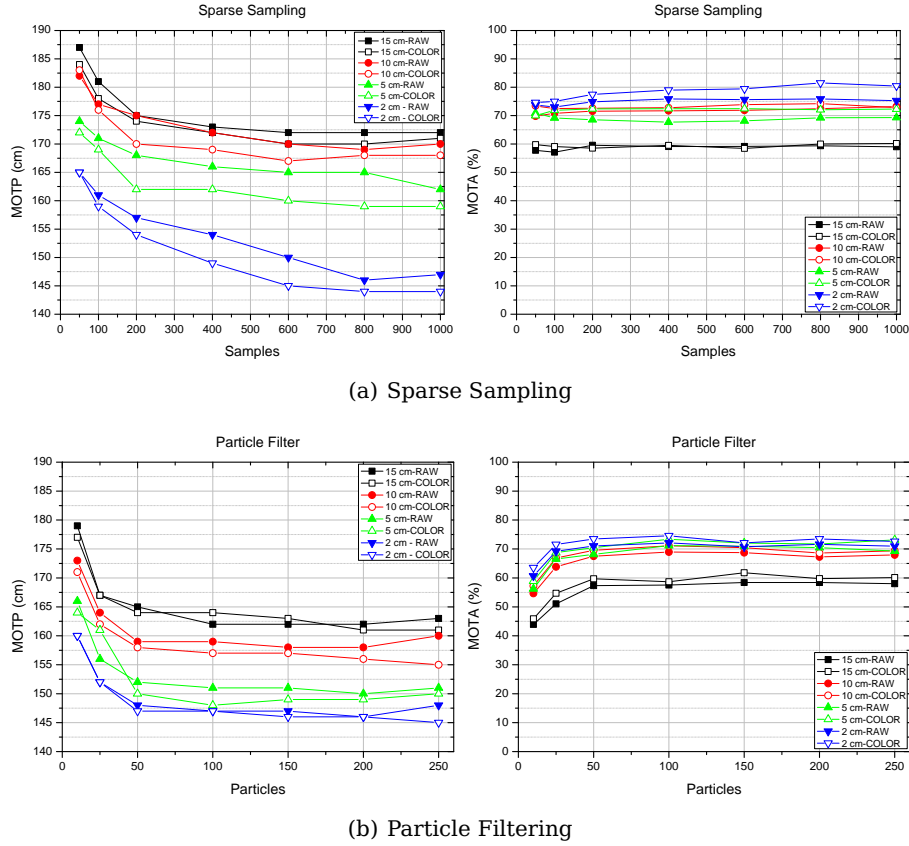 Sparse Sampling
190
185
180
175
170
165
160
155
150
145
140
MOTP (cm)
0 100 200 300 400 500 600 700 800 900 1000
Samples
15 cm-RAW
15 cm-COLOR
10 cm-RAW
10 cm-COLOR
5 cm-RAW
5 cm-COLOR
2 cm - RAW
2 cm - COLOR
Sparse Sampling
100
90
80
70
60
50
40
30
20
10
0
MOTA (%)
0 100 200 300 400 500 600 700 800 900 1000
Samples
15 cm-RAW
15 cm-COLOR
10 cm-RAW
10 cm-COLOR
5 cm-RAW
5 cm-COLOR
2 cm-RAW
2 cm-COLOR
(a) Sparse Sampling
Particle Filter
190
185
180
175
170
165
160
155
150
145
140
MOTP (cm)
0 50 100 150 200 250
Particles
15 cm-RAW
15 cm-COLOR
10 cm-RAW
10 cm-COLOR
5 cm-RAW
5 cm-COLOR
2 cm - RAW
2 cm - COLOR
Particle Filter
100
90
80
70
60
50
40
30
20
10
0
MOTA (%)
0 50 100 150 200 250
Particles
15 cm-RAW
15 cm-COLOR
10 cm-RAW
10 cm-COLOR
5 cm-RAW
5 cm-COLOR
2 cm-RAW
2 cm-COLOR
(b) Particle Filtering